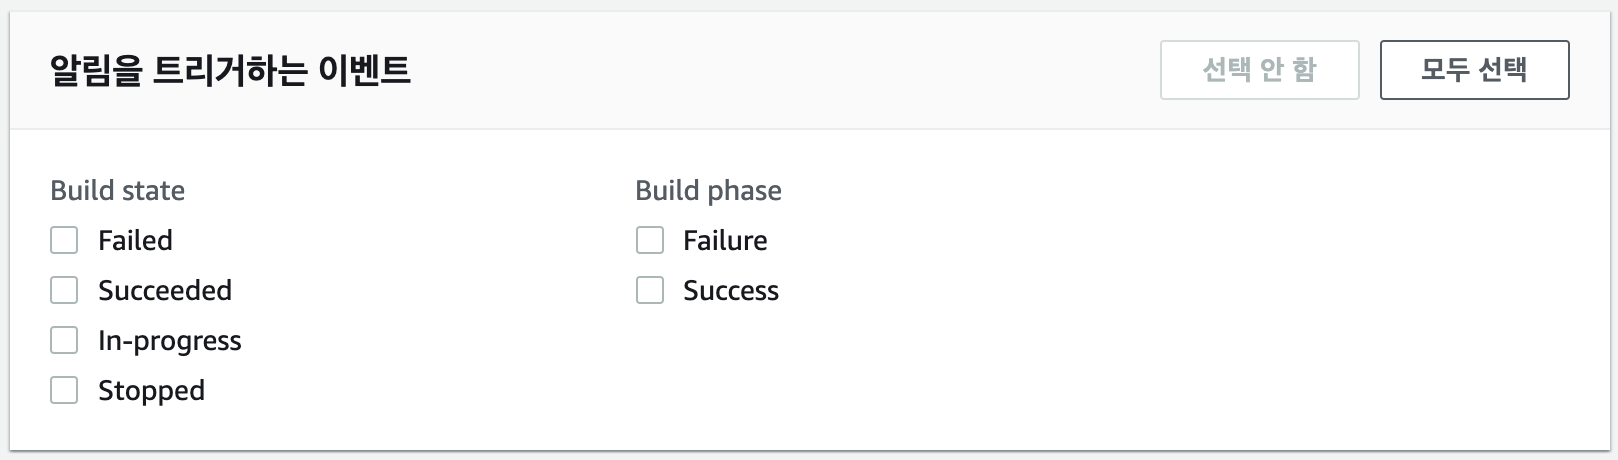 알림을 트리거하는 이벤트
선택 안 함
모두 선택
Build state
Failed
Succeeded
In-progress
Stopped
Build phase
Failure
Success